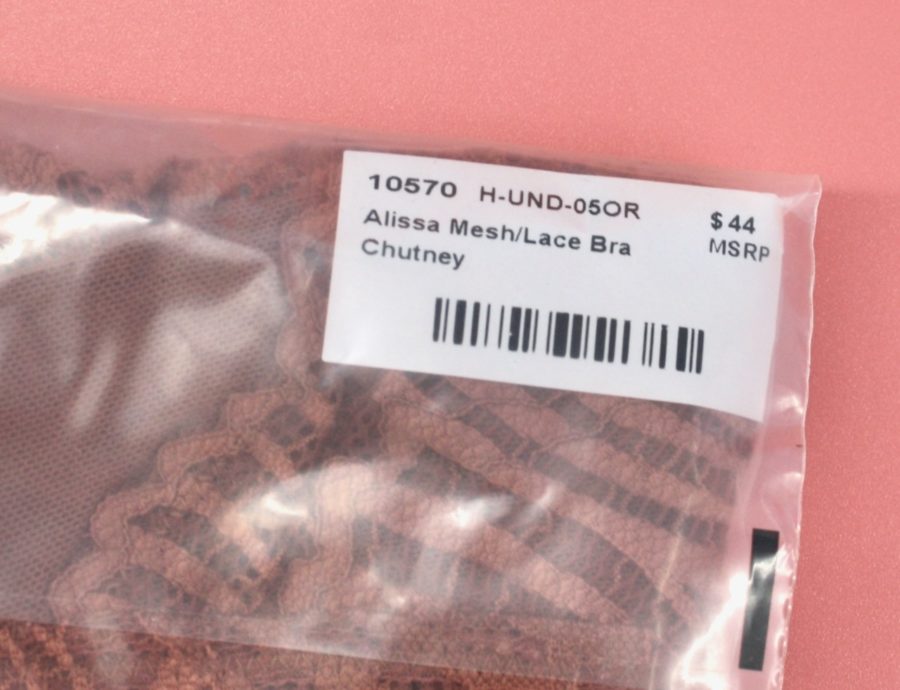 10570 H-UND-05OR
Alissa Mesh/Lace Bra
Chutney
$44
MSRP